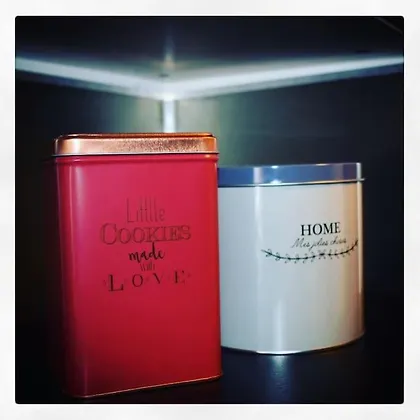 Little
COOKIES
made
with
LOVE
HOME
Mes jolies choses